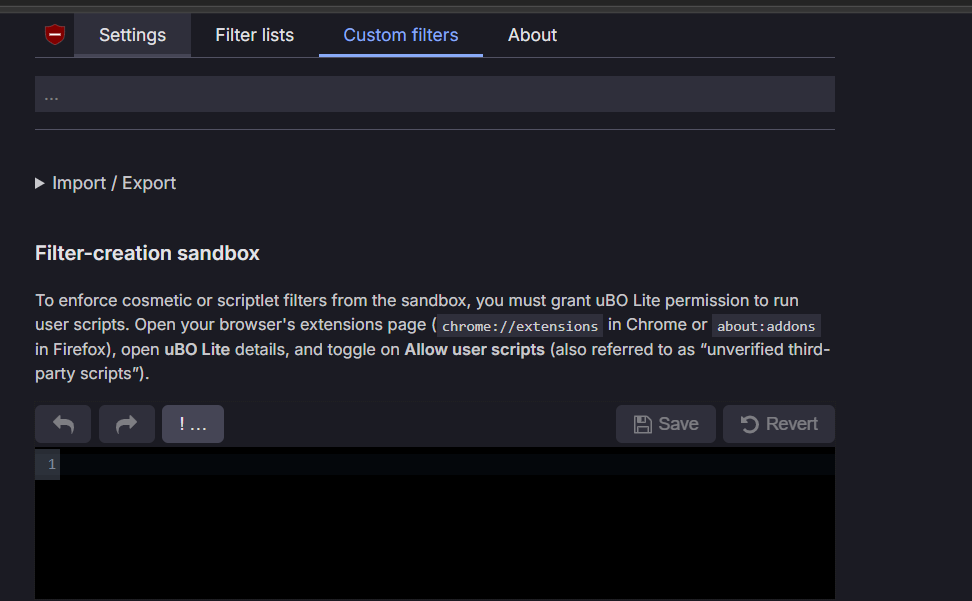 Settings
Filter lists
Custom filters
About
...
Import / Export
Filter-creation sandbox
To enforce cosmetic or scriptlet filters from the sandbox, you must grant uBO Lite permission to run
user scripts. Open your browser's extensions page ( chrome://extensions in Chrome or about:addons
in Firefox), open uBO Lite details, and toggle on Allow user scripts (also referred to as “unverified third-
party scripts”).
! ...
Save
Revert
1